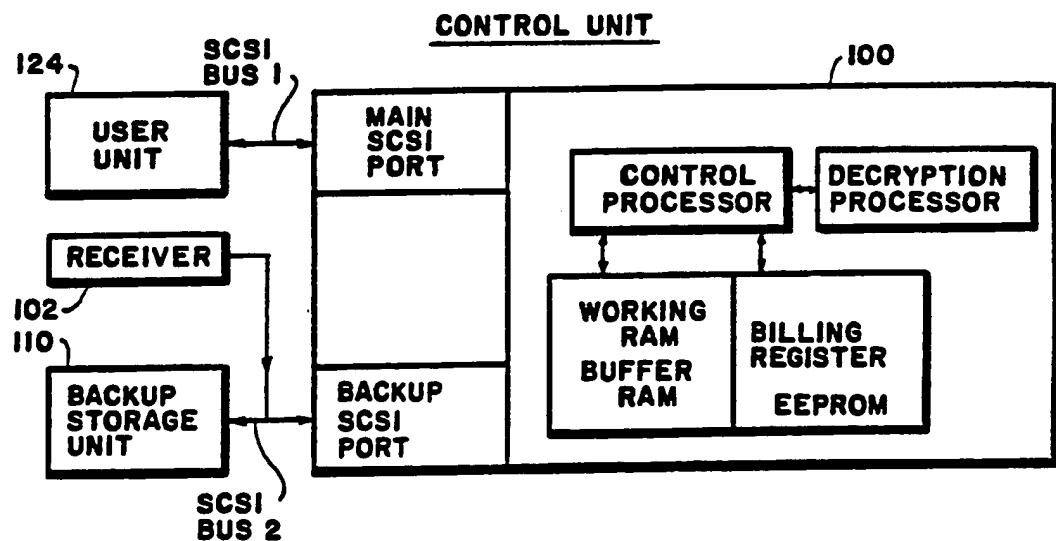 CONTROL UNIT
124
SCSI
BUS 1
100
USER
UNIT
MAIN
SCSI
PORT
CONTROL
PROCESSOR
DECRYPTION
PROCESSOR
RECEIVER
102
110
WORKING
RAM
BUFFER
RAM
BILLING
REGISTER
EEPROM
BACKUP
STORAGE
UNIT
BACKUP
SCSI
PORT
SCSI
BUS 2